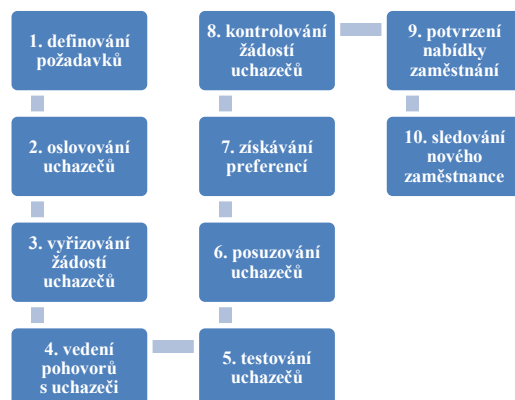 1. definování
požadavků
2. oslovování
uchazečů
3. vyřizování
žádostí
uchazečů
4. vedení
pohovorů
s uchazeči
5. testování
uchazečů
6. posuzování
uchazečů
7. získávání
preferencí
8. kontrolování
žádostí
uchazečů
9. potvrzení
nabídky
zaměstnání
10. sledování
nového
zaměstnance